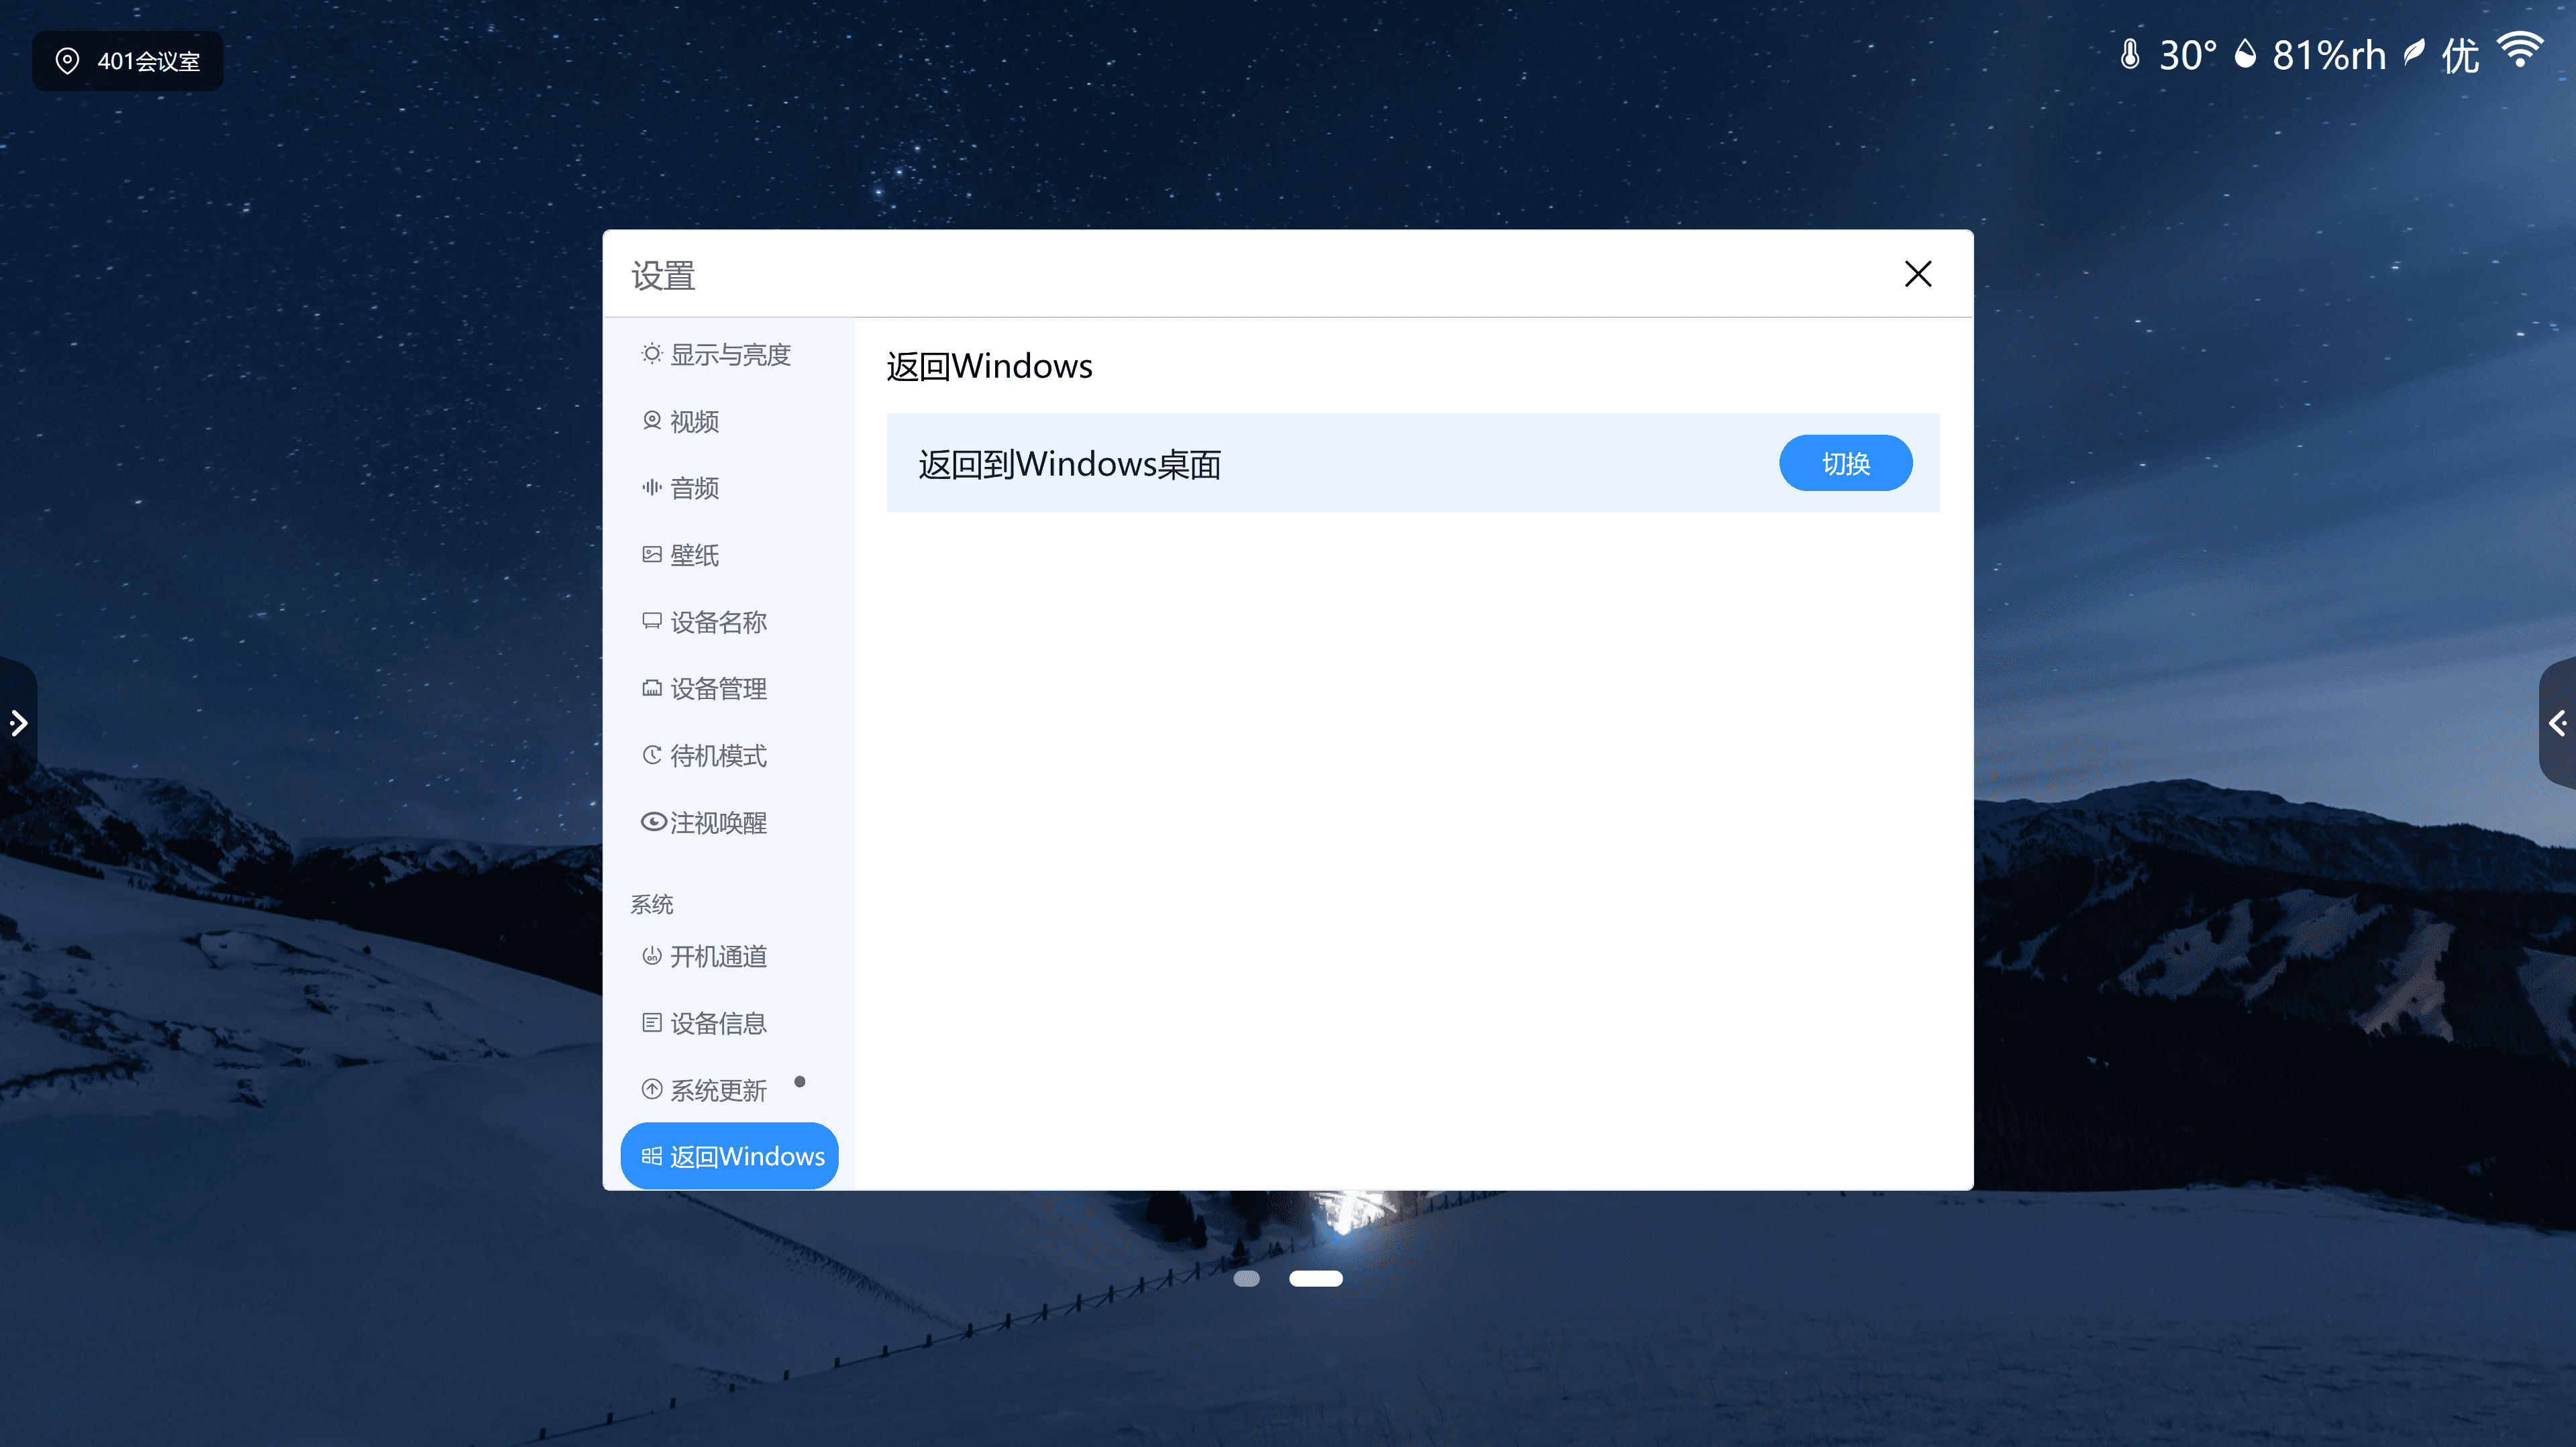 401会议室
30° 81%rh 优
设置
显示与亮度
视频
音频
壁纸
设备名称
设备管理
待机模式
注视唤醒
系统
开机通道
设备信息
系统更新
返回Windows
返回Windows
返回到Windows桌面
切换